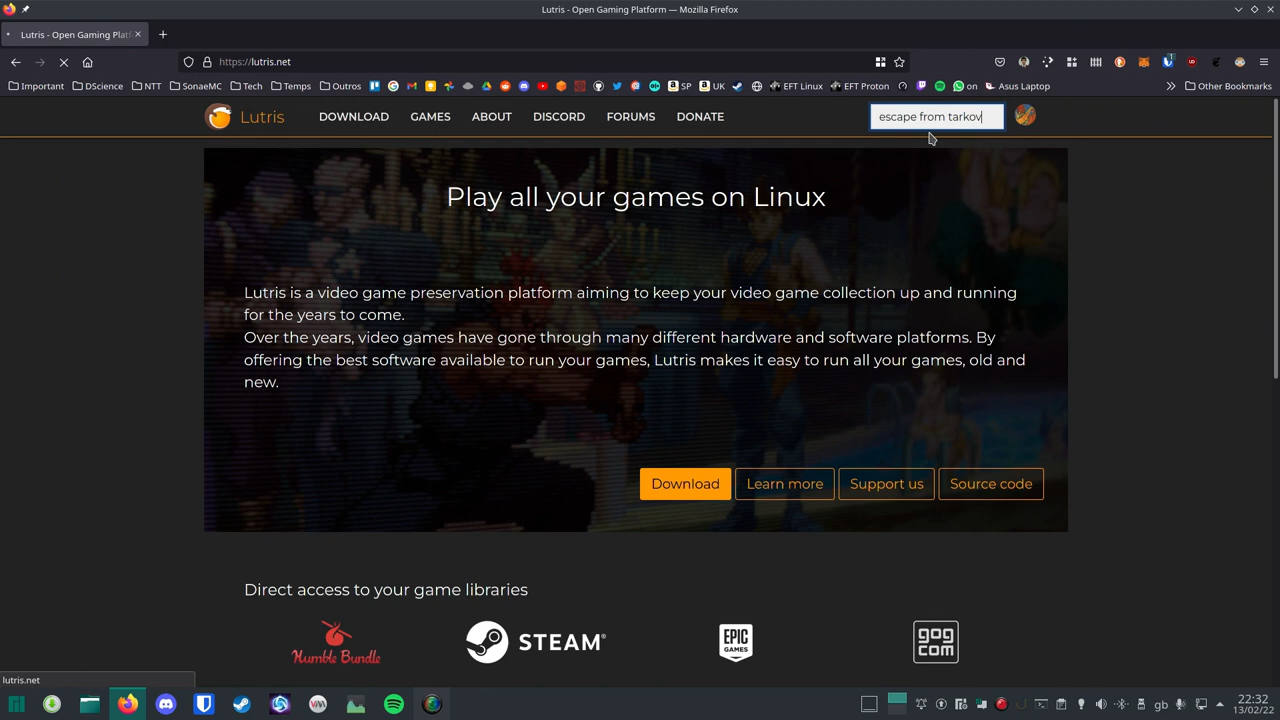 Lutris - Open Gaming Platform — Mozilla Firefox
Lutris - Open Gaming Platf
https://lutris.net
Important
DScience
NTT
SonaeMC
Tech
Temps
Outros
SP
UK
EFT Linux
EFT Proton
on
Asus Laptop
Other Bookmarks
Lutris
DOWNLOAD
GAMES
ABOUT
DISCORD
FORUMS
DONATE
escape from tarkov
Play all your games on Linux
Lutris is a video game preservation platform aiming to keep your video game collection up and running
for the years to come.
Over the years, video games have gone through many different hardware and software platforms. By
offering the best software available to run your games, Lutris makes it easy to run all your games, old and
new.
Download
Learn more
Support us
Source code
Direct access to your game libraries
Humble Bundle
STEAM®
EPIC
GAMES
gog
com
lutris.net
gb
22:32
13/02/22